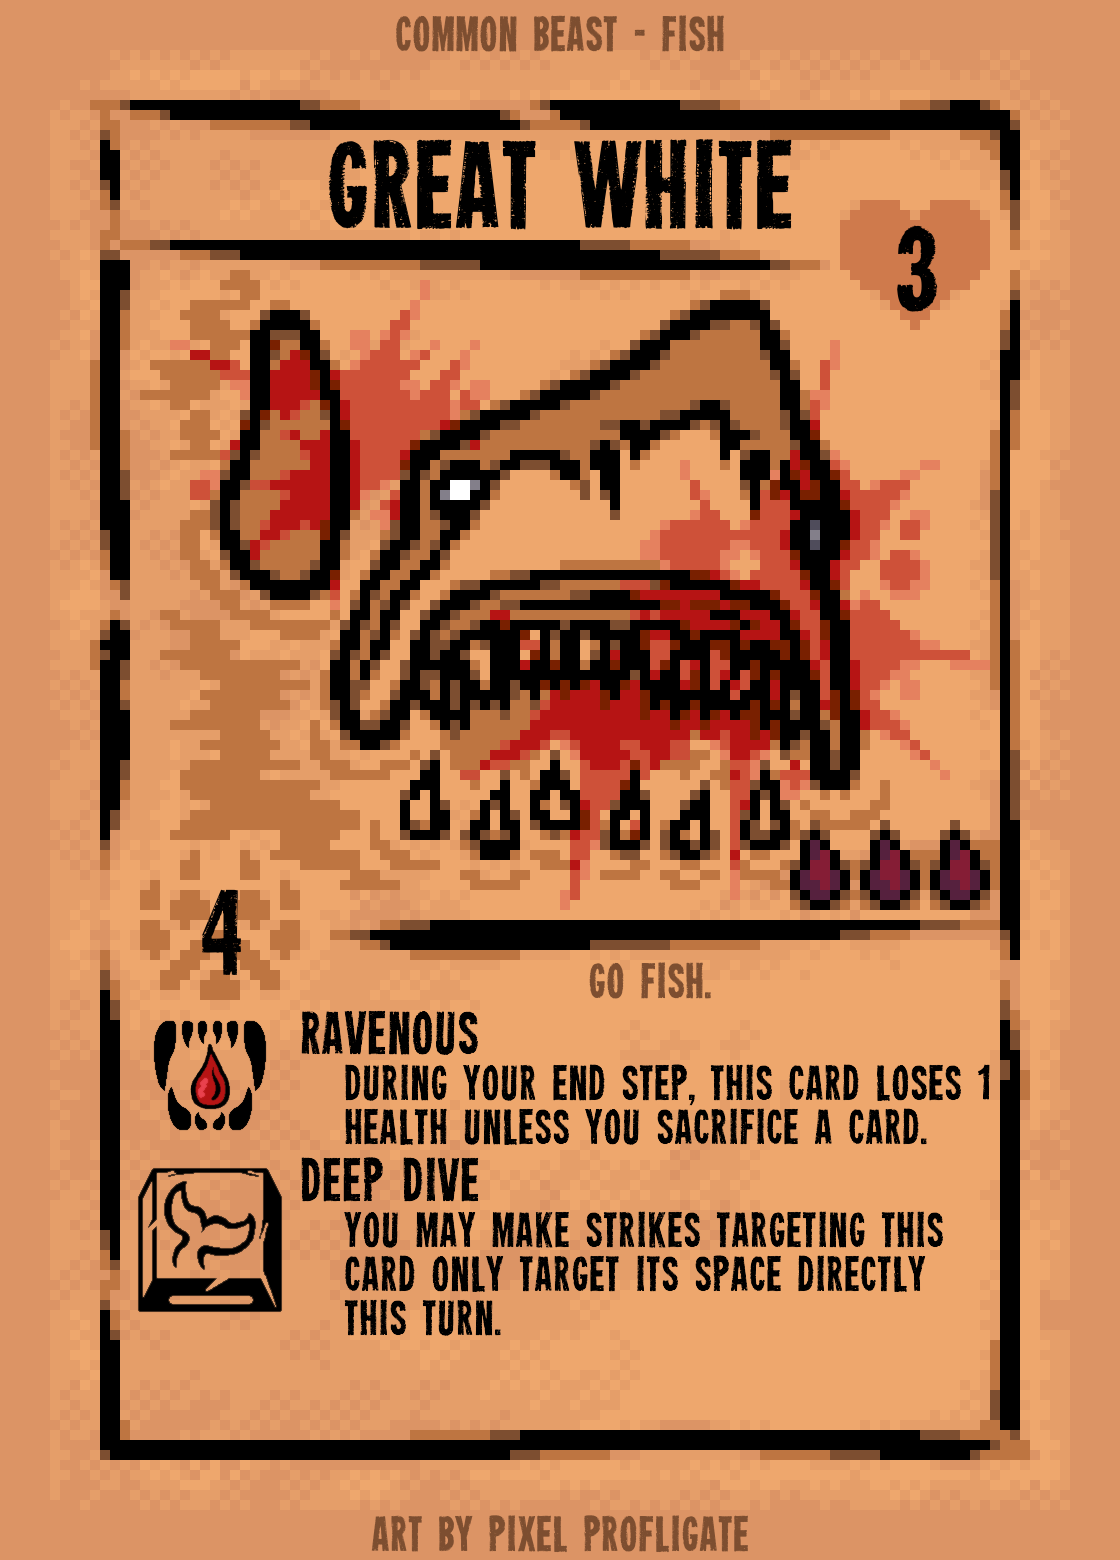 COMMON BEAST - FISH
GREAT WHITE
3
4
GO FISH.
RAVENOUS
DURING YOUR END STEP, THIS CARD LOSES 1
HEALTH UNLESS YOU SACRIFICE A CARD.
DEEP DIVE
YOU MAY MAKE STRIKES TARGETING THIS
CARD ONLY TARGET ITS SPACE DIRECTLY
THIS TURN.
ART BY PIXEL PROFLIGATE